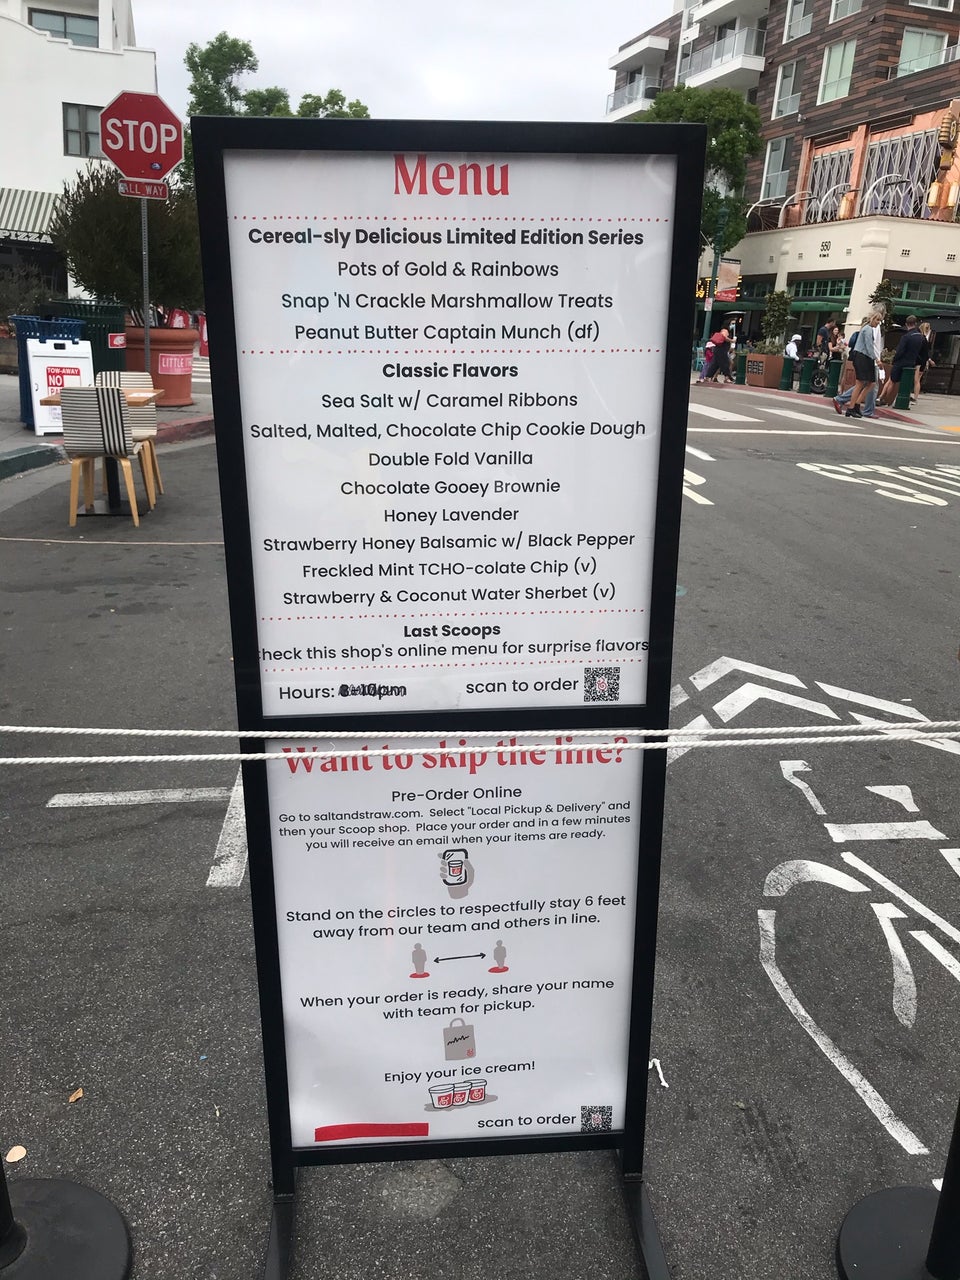 STOP
ALL WAY
Menu
Cereal-sly Delicious Limited Edition Series
Pots of Gold & Rainbows
Snap 'N Crackle Marshmallow Treats
Peanut Butter Captain Munch (df)
Classic Flavors
Sea Salt w/ Caramel Ribbons
Salted, Malted, Chocolate Chip Cookie Dough
Double Fold Vanilla
Chocolate Gooey Brownie
Honey Lavender
Strawberry Honey Balsamic w/ Black Pepper
Freckled Mint TCHO-colate Chip (v)
Strawberry & Coconut Water Sherbet (v)
Last Scoops
check this shop's online menu for surprise flavors
Hours:
scan to order
Want to skip the line?
Pre-Order Online
Go to saltandstraw.com. Select "Local Pickup & Delivery" and
then your Scoop shop. Place your order and in a few minutes
you will receive an email when your items are ready.
Stand on the circles to respectfully stay 6 feet
away from our team and others in line.
When your order is ready, share your name
with team for pickup.
Enjoy your ice cream!
scan to order
TOW-AWAY
NO
LITTLE
550